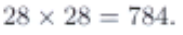 28 × 28 = 784.